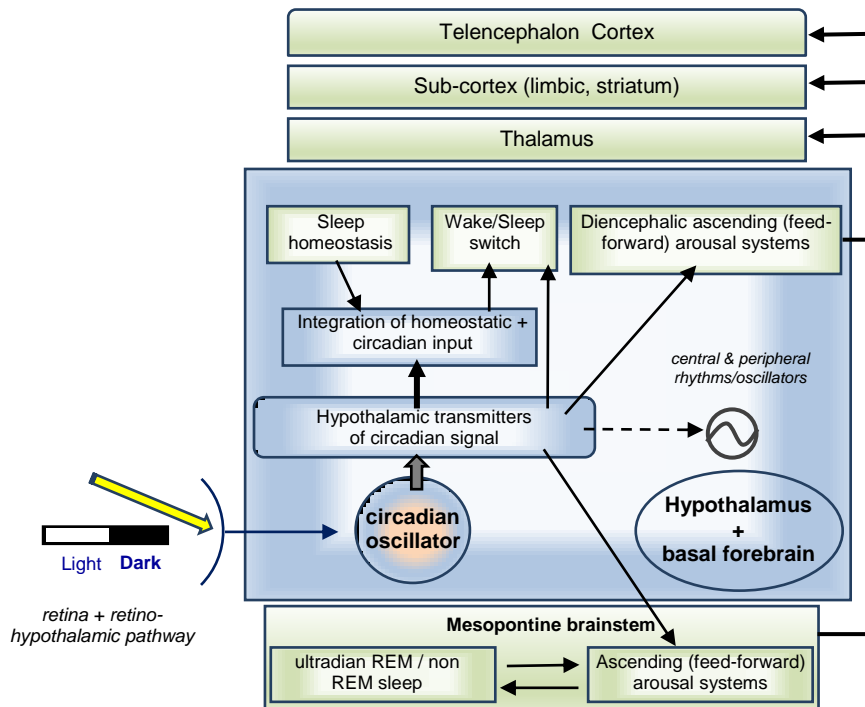 Telencephalon Cortex
Sub-cortex (limbic, striatum)
Thalamus
Sleep
homeostasis
Wake/Sleep
switch
Diencephalic ascending (feed-
forward) arousal systems
Integration of homeostatic +
circadian input
central & peripheral
rhythms/oscillators
Hypothalamic transmitters
of circadian signal
circadian
oscillator
Hypothalamus
+
basal forebrain
Light
Dark
retina + retino-
hypothalamic pathway
Mesopontine brainstem
ultradian REM / non
REM sleep
Ascending (feed-forward)
arousal systems